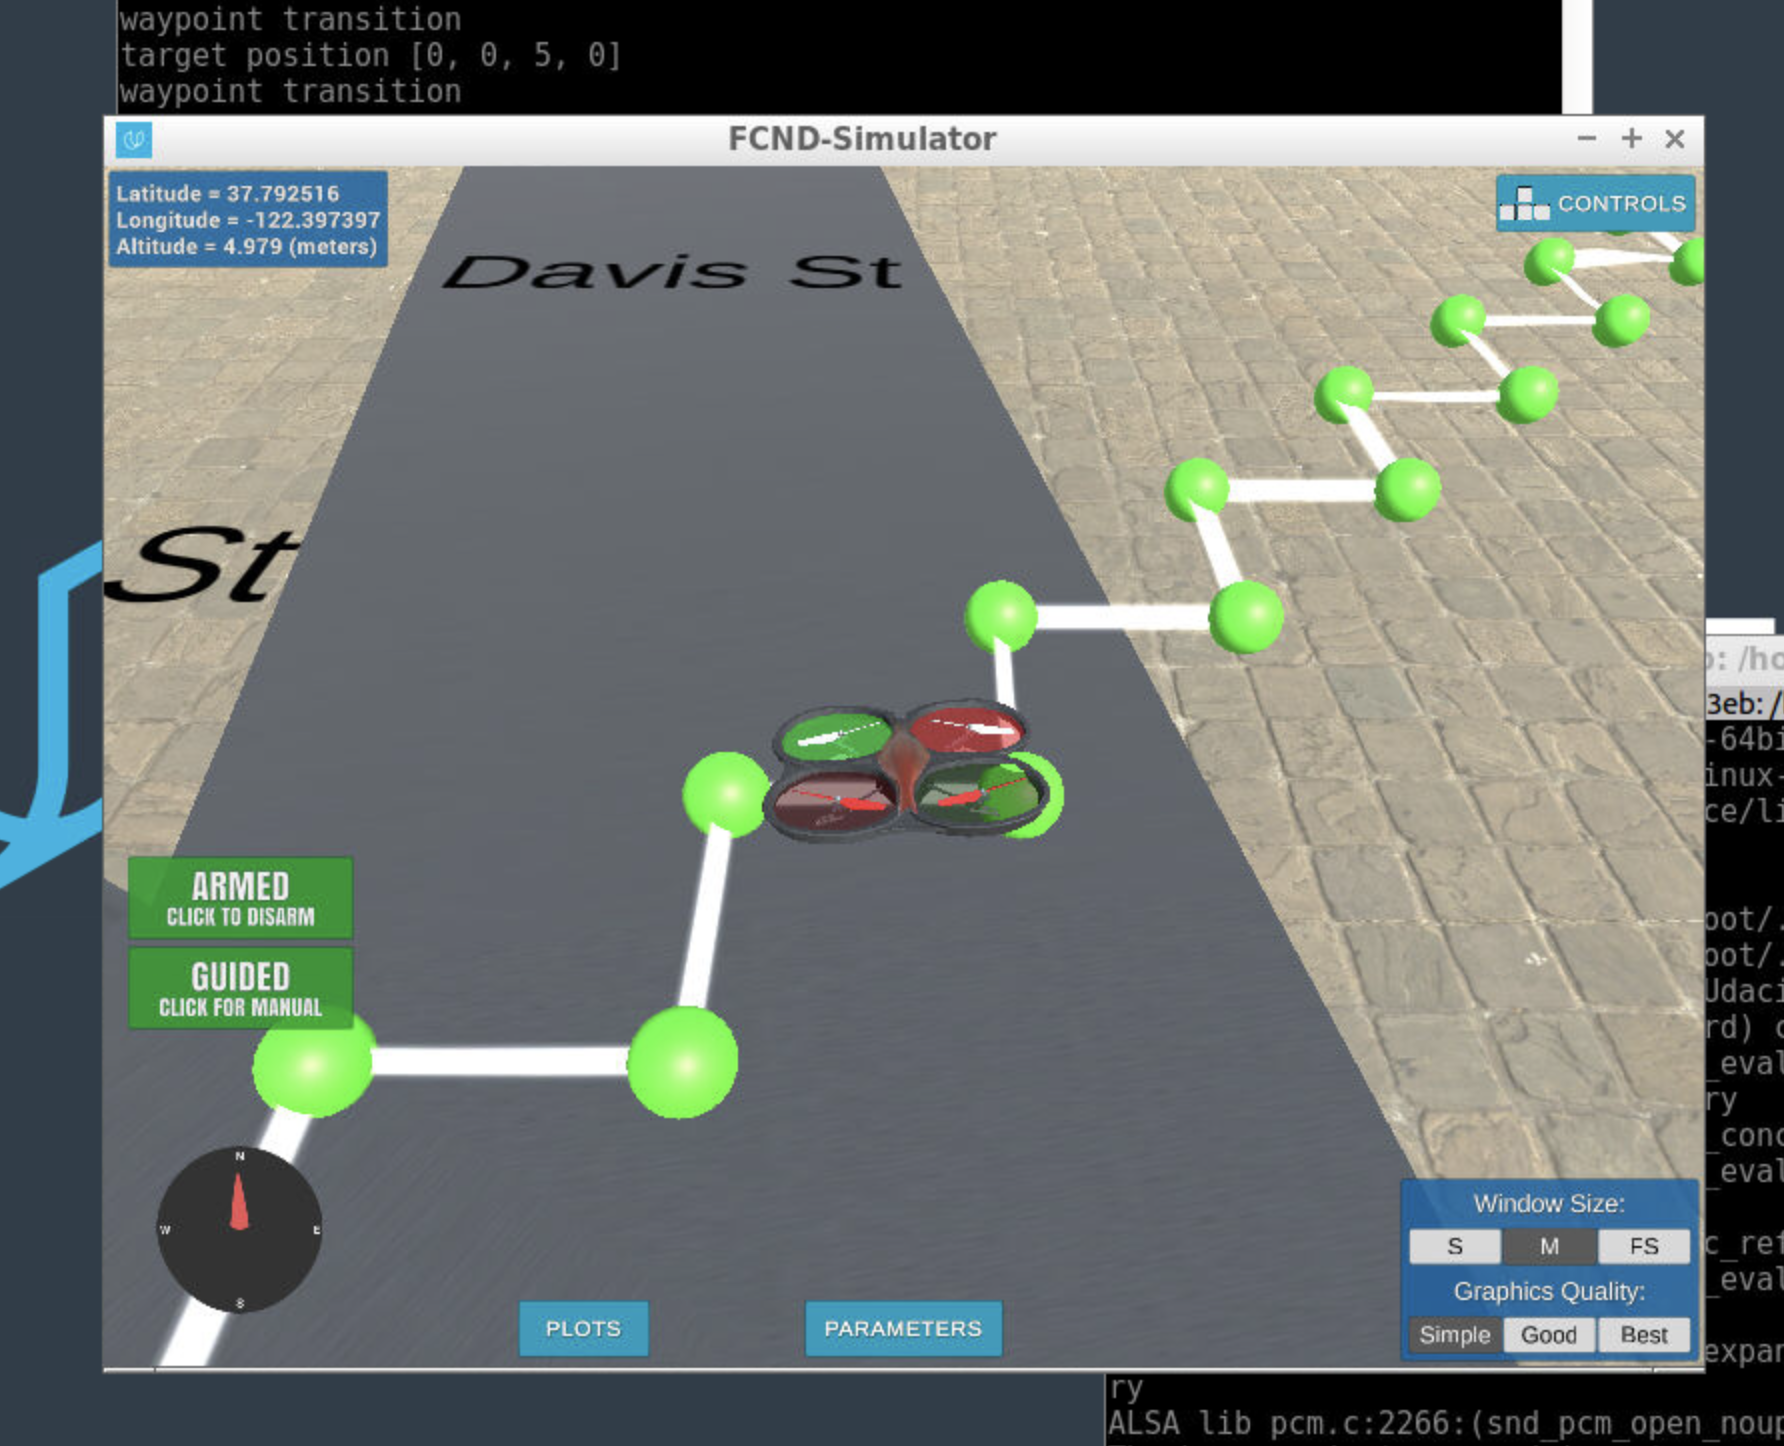 waypoint transition
target position [0, 0, 5, 0]
waypoint transition
FCND-Simulator
Latitude = 37.792516
Longitude = -122.397397
Altitude = 4.979 (meters)
CONTROLS
Davis St
St
ARMED
CLICK TO DISARM
GUIDED
CLICK FOR MANUAL
N
W
E
S
PLOTS
PARAMETERS
Window Size:
S M FS
Graphics Quality:
Simple Good Best
: /ho
3eb: /
-64bi
inux-
ce/li
oot/.
oot/.
Udaci
rd) c
_eval
ry
_conc
_eval
c_ref
_eval
expan
ry
ALSA lib pcm.c:2266:(snd_pcm_open_noup